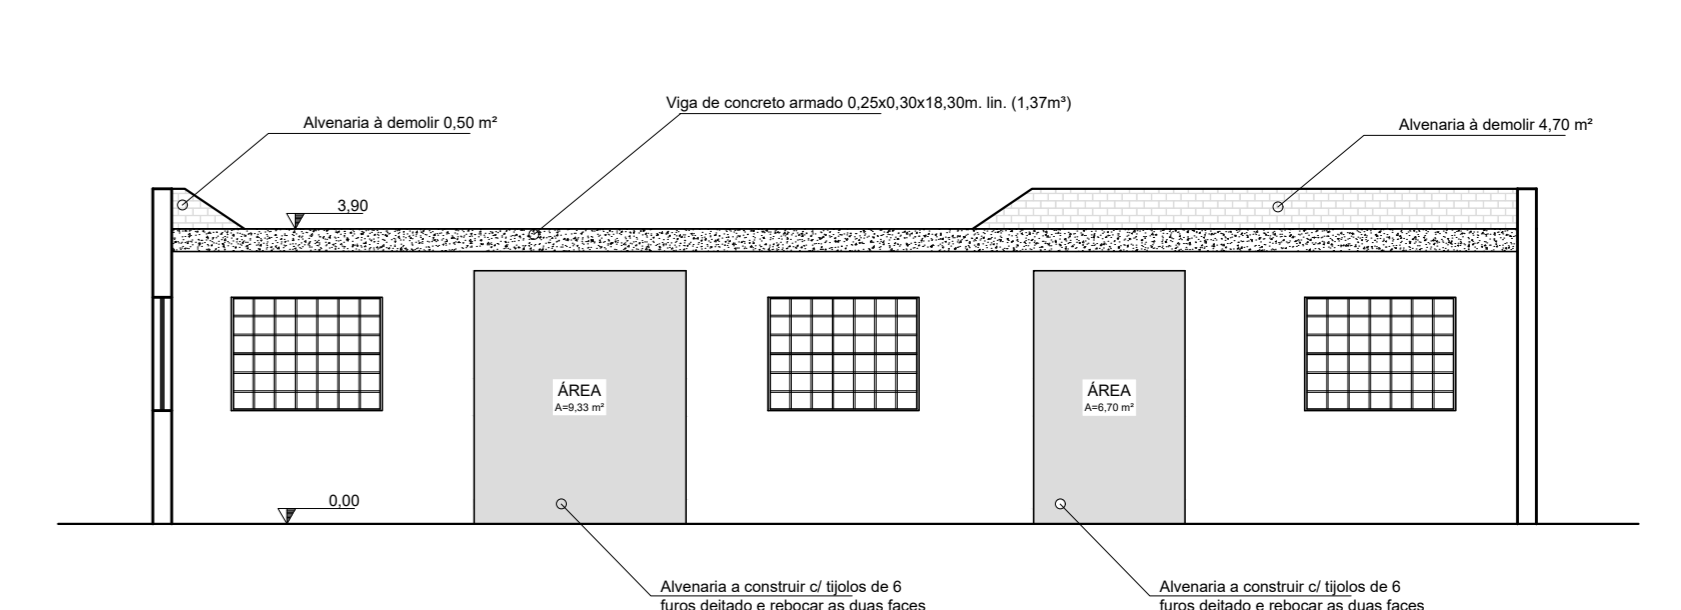 Viga de concreto armado 0,25x0,30x18,30m. lin. (1,37m³)
Alvenaria à demolir 0,50 m²
Alvenaria à demolir 4,70 m²
3,90
ÁREA
A=9,33 m²
ÁREA
A=6,70 m²
0,00
Alvenaria a construir c/ tijolos de 6
furos deitado e rebocar as duas faces
Alvenaria a construir c/ tijolos de 6
furos deitado e rebocar as duas faces